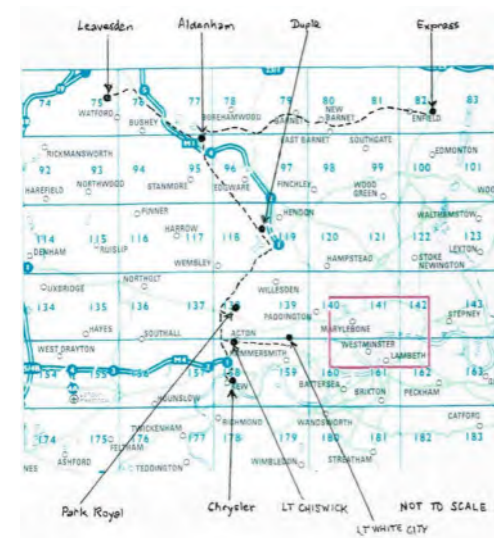 Leavesden Aldenham Duple Express
74 75 76 77 78 79 80 81 82 83
WATFORD BUSHEY BOREHAMWOOD BARNET NEW BARNET ENFIELD
M1
EAST BARNET SOUTHGATE
RICKMANSWORTH EDMONTON
92 93 94 95 96 97 98 99 100 101
HAREFIELD NORTHWOOD STANMORE EDGWARE FINCHLEY WOOD GREEN
PINNER HENDON WALTHAMSTOW
HARROW
114 115 116 117 118 119 120 121 122 123
DENHAM RUISLIP WEMBLEY HAMPSTEAD STOKE NEWINGTON LEYTON
UXBRIDGE NORTHOLT WILLESDEN
134 135 136 137 139 140 141 142 143
PADDINGTON STEPNEY
HAYES SOUTHALL ACTON MARYLEBONE
WEST DRAYTON HAMMERSMITH WESTMINSTER LAMBETH
M4
154 155 157 158 159 160 161 162 163
KEW BATTERSEA BRIXTON PECKHAM
HOUNSLOW RICHMOND WANDSWORTH CATFORD
TWICKENHAM
174 175 176 177 178 179 180 181 182 183
FELTHAM
ASHFORD TEDDINGTON WIMBLEDON STREATHAM
Park Royal Chrysler LT CHISWICK NOT TO SCALE
LT WHITE CITY